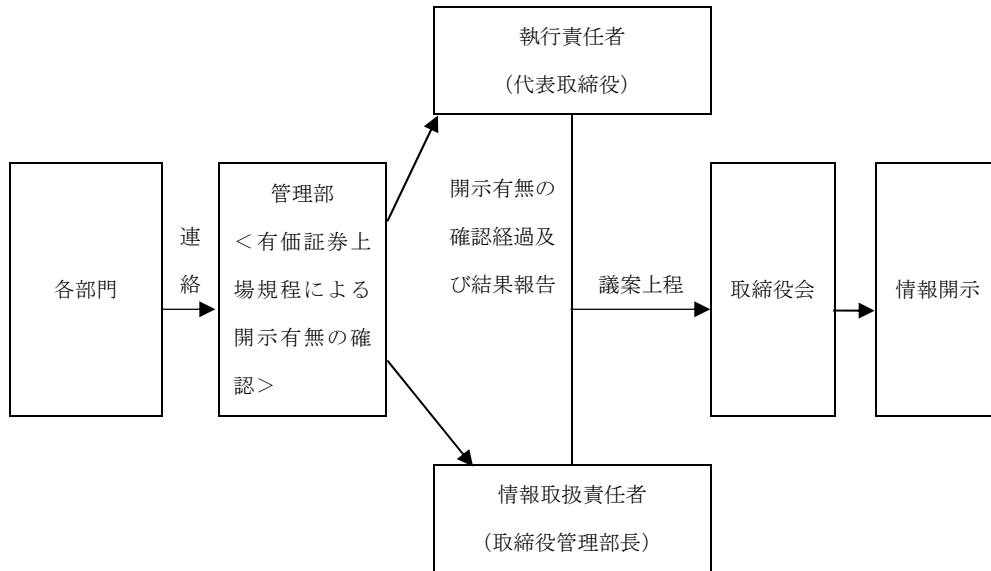 執行責任者
（代表取締役）
各部門
連
絡
管理部
＜有価証券上
場規程による
開示有無の確
認＞
開示有無の
確認経過及
び結果報告
議案上程
取締役会
情報開示
情報取扱責任者
（取締役管理部長）